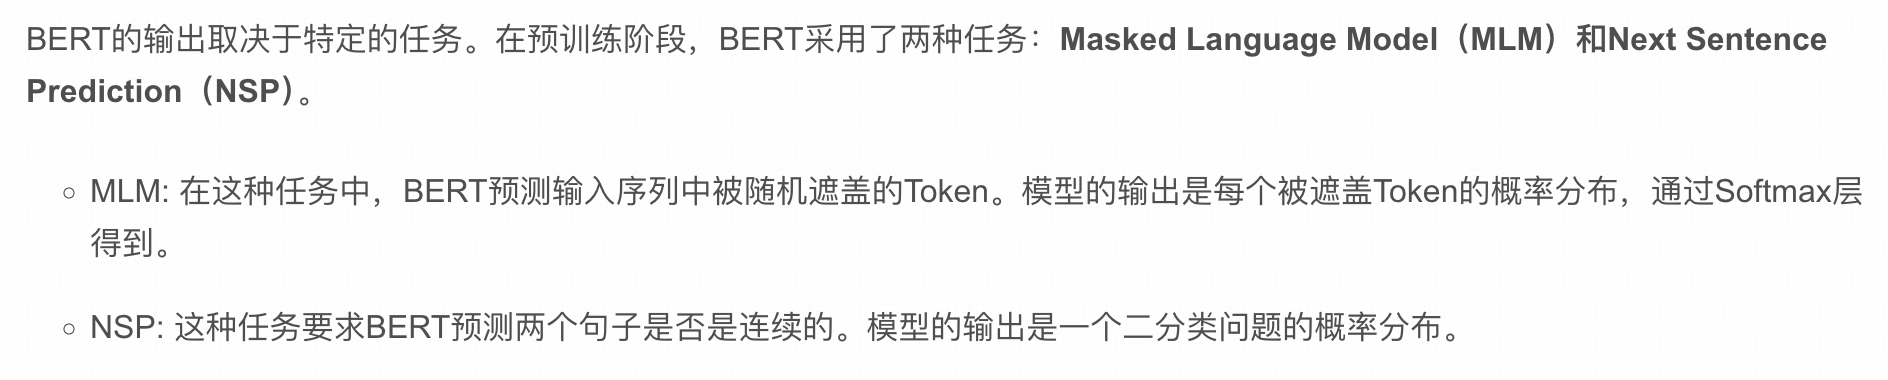 BERT的输出取决于特定的任务。在预训练阶段，BERT采用了两种任务：Masked Language Model（MLM）和Next Sentence
Prediction（NSP）。
MLM: 在这种任务中，BERT预测输入序列中被随机遮盖的Token。模型的输出是每个被遮盖Token的概率分布，通过Softmax层
得到。
NSP: 这种任务要求BERT预测两个句子是否是连续的。模型的输出是一个二分类问题的概率分布。